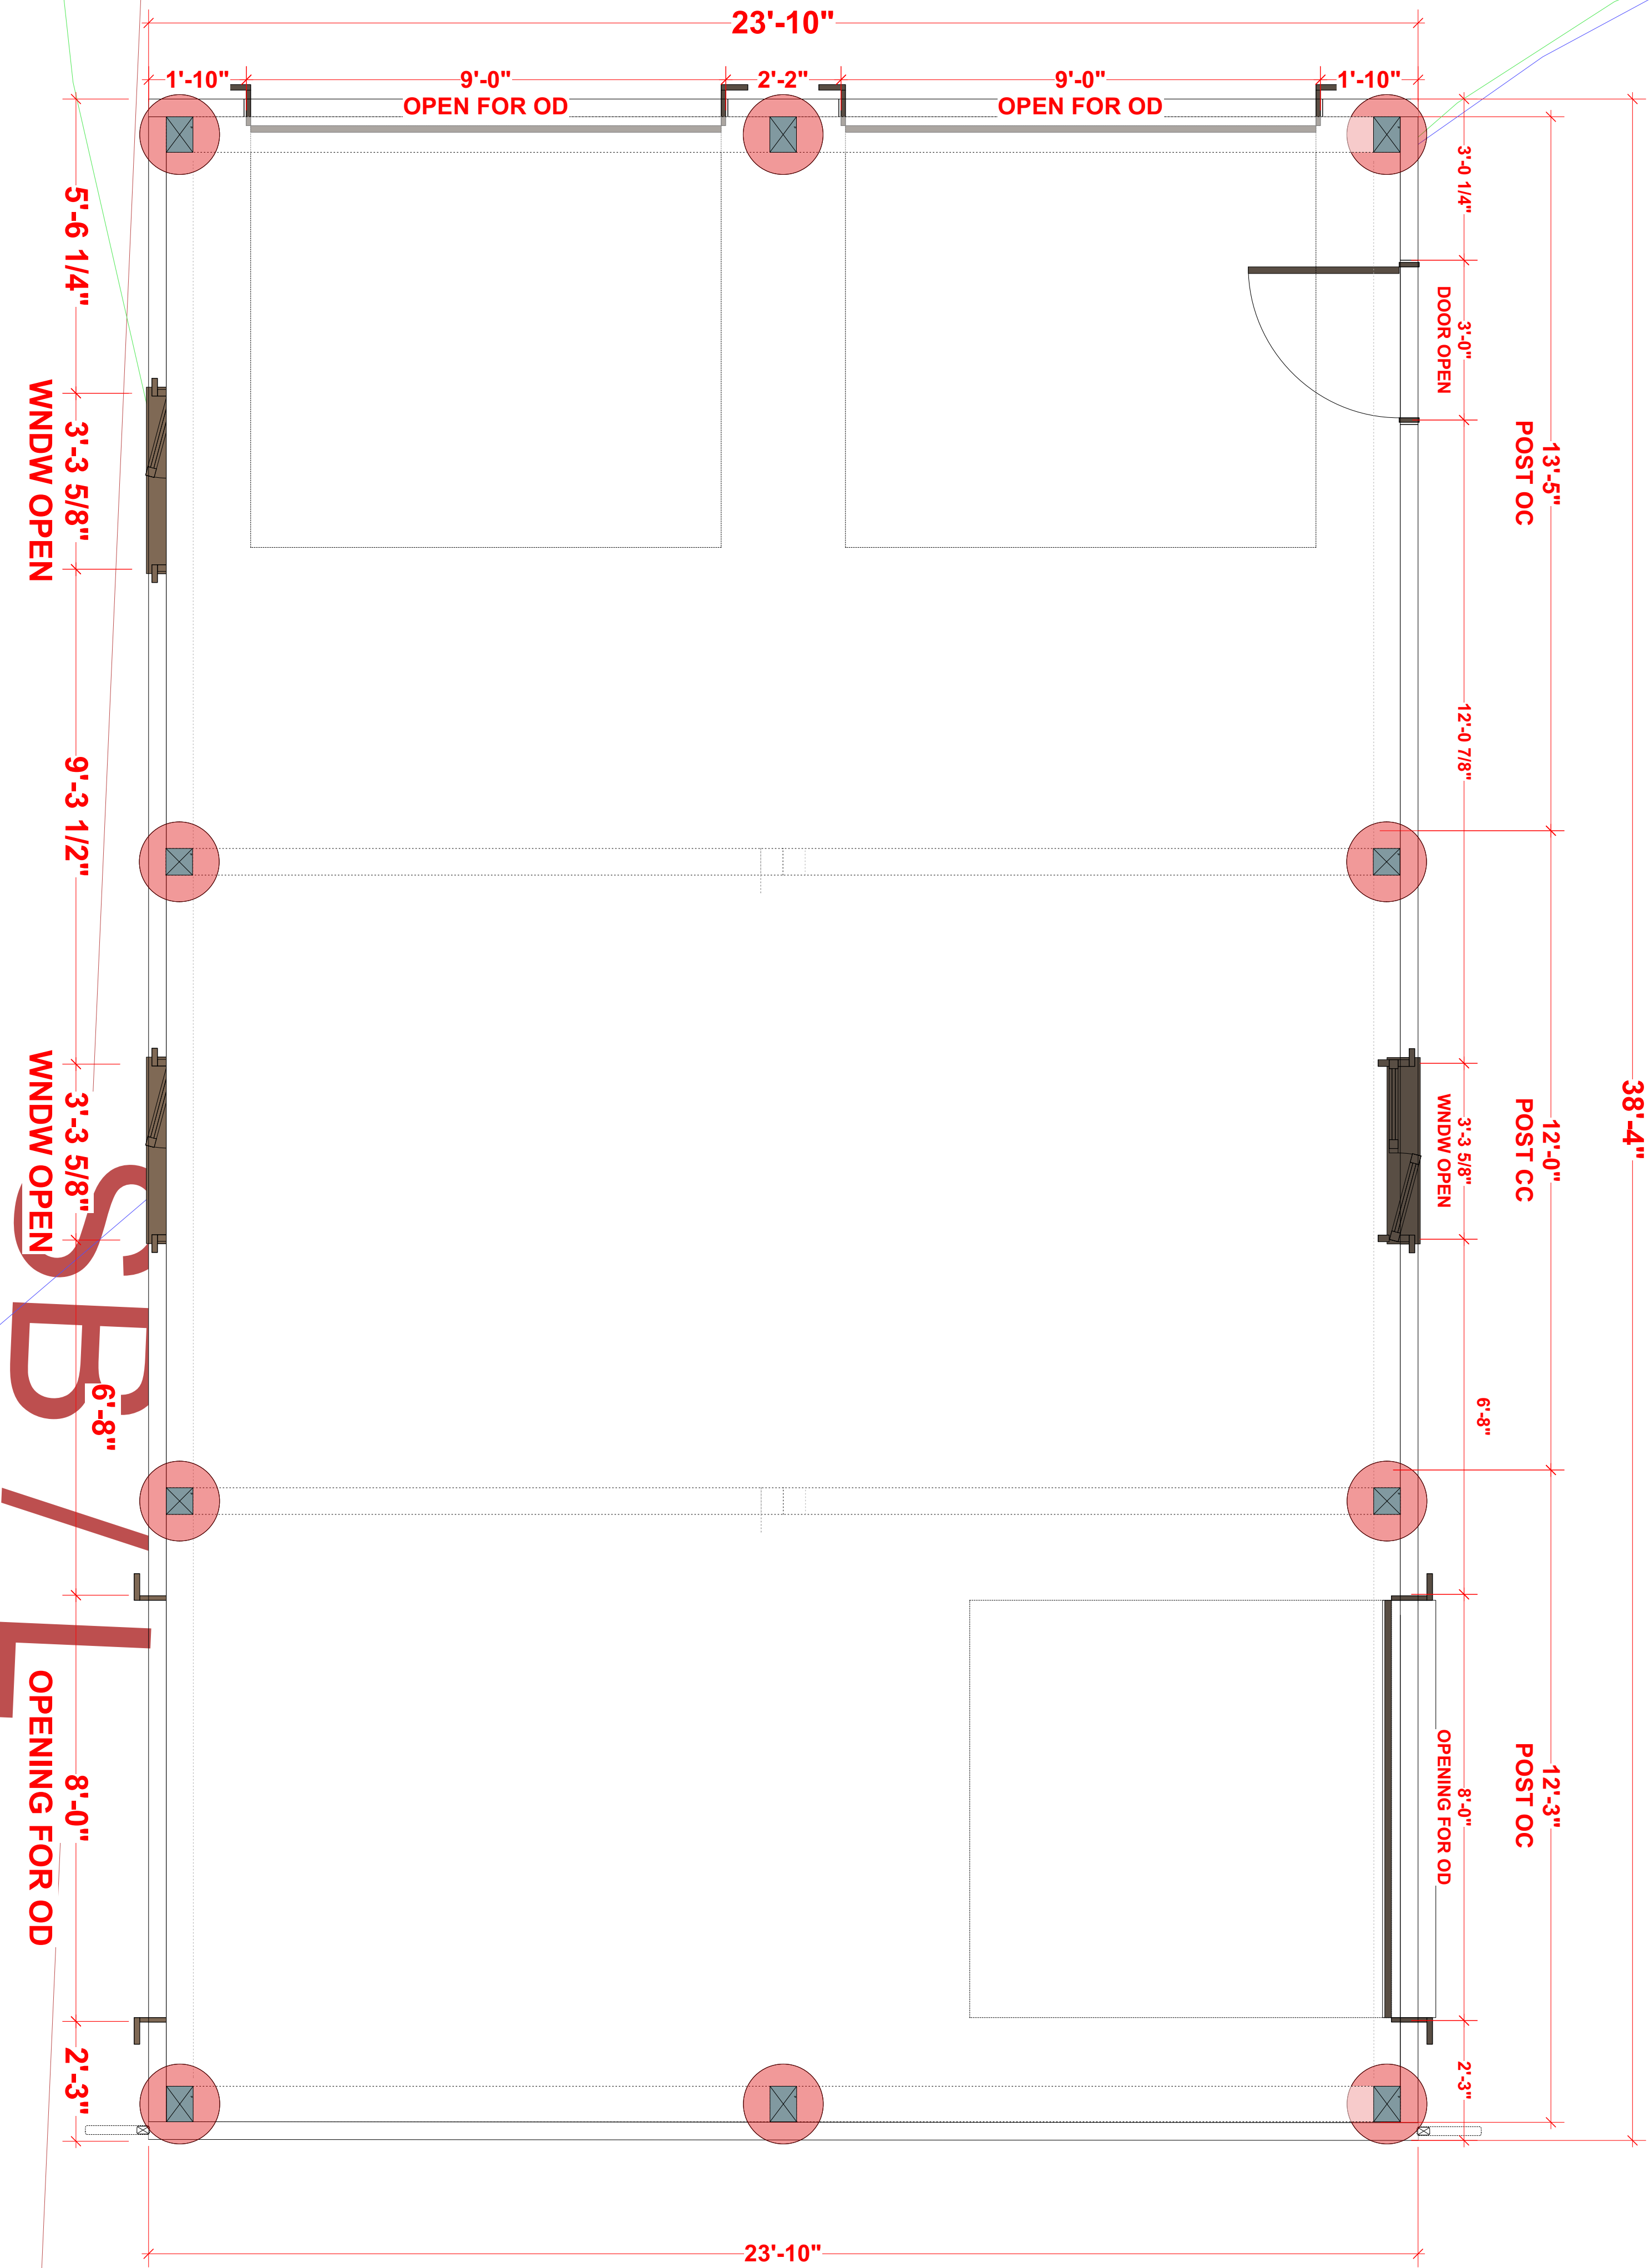 23'-10"
1'-10"
9'-0"
2'-2"
9'-0"
1'-10"
OPEN FOR OD
OPEN FOR OD
5'-6 1/4"
3'-3 5/8"
WNDW OPEN
9'-3 1/2"
3'-3 5/8"
WNDW OPEN
6'-8"
8'-0"
OPENING FOR OD
2'-3"
SB/L
3'-0 1/4"
3'-0"
DOOR OPEN
12'-0 7/8"
3'-3 5/8"
WNDW OPEN
6'-8"
8'-0"
OPENING FOR OD
2'-3"
13'-5"
POST OC
12'-0"
POST CC
12'-3"
POST OC
38'-4"
23'-10"